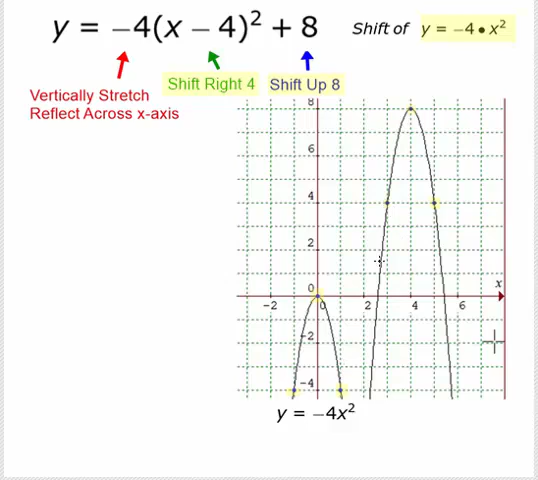 y = −4(x − 4)² + 8
Shift of y = −4 • x²
Shift Right 4
Shift Up 8
Vertically Stretch
Reflect Across x-axis
8
6
4
2
0
x
−2 0 2 4 6
−2
−4
y = −4x²